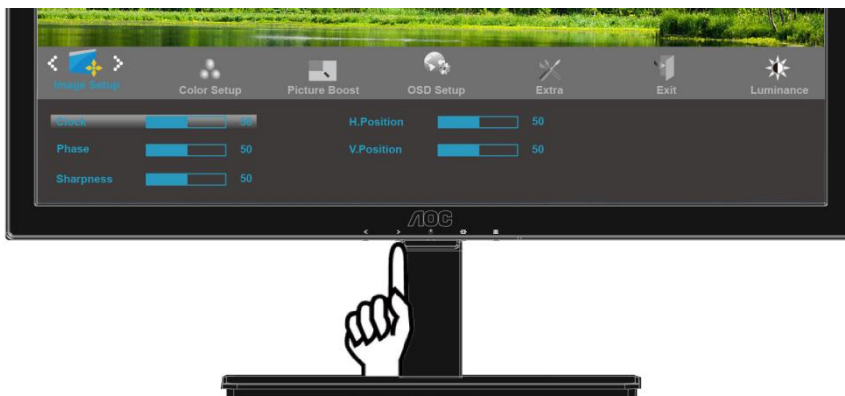 Image Setup
Color Setup
Picture Boost
OSD Setup
Extra
Exit
Luminance
Clock 50 H.Position 50
Phase 50 V.Position 50
Sharpness 50
AOC